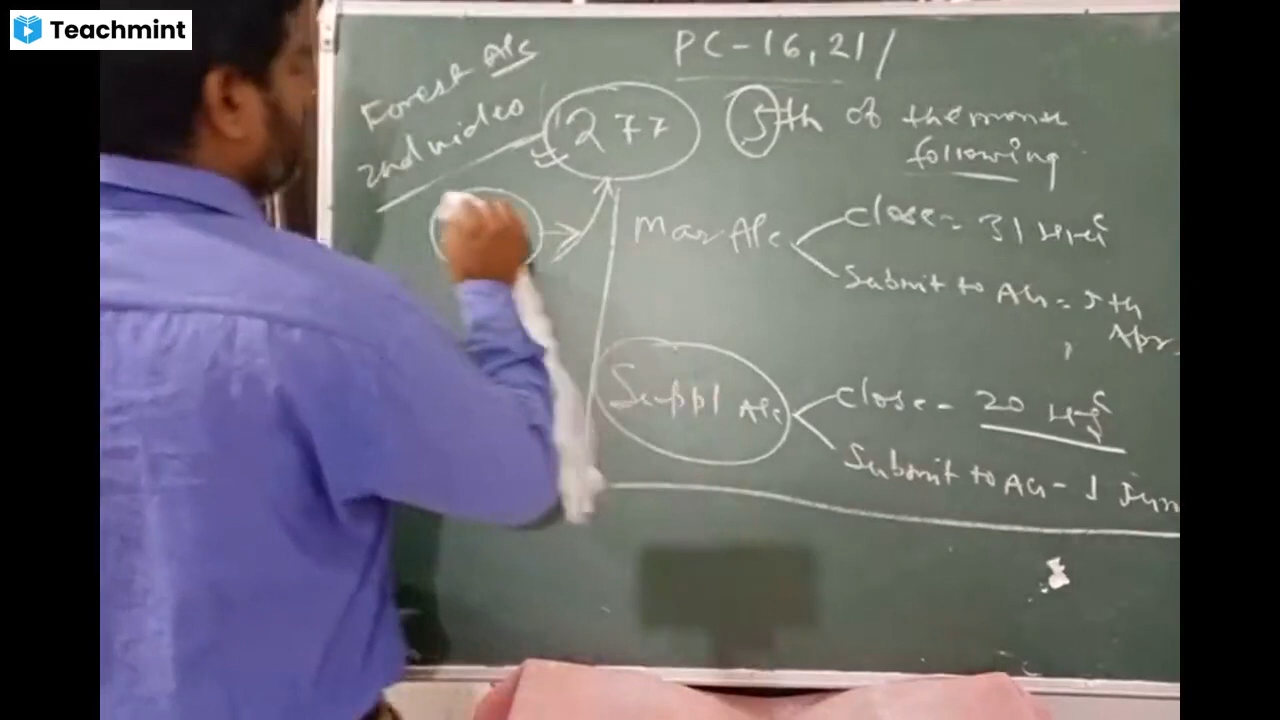 Teachmint
PC-16, 21/
Forest A/c
2nd video
277
5th of the month
following
Mar A/c
Close = 31
Submit to AG = 5th
Apr.
Suppl A/c
Close - 20
Submit to AG - 1 Jun